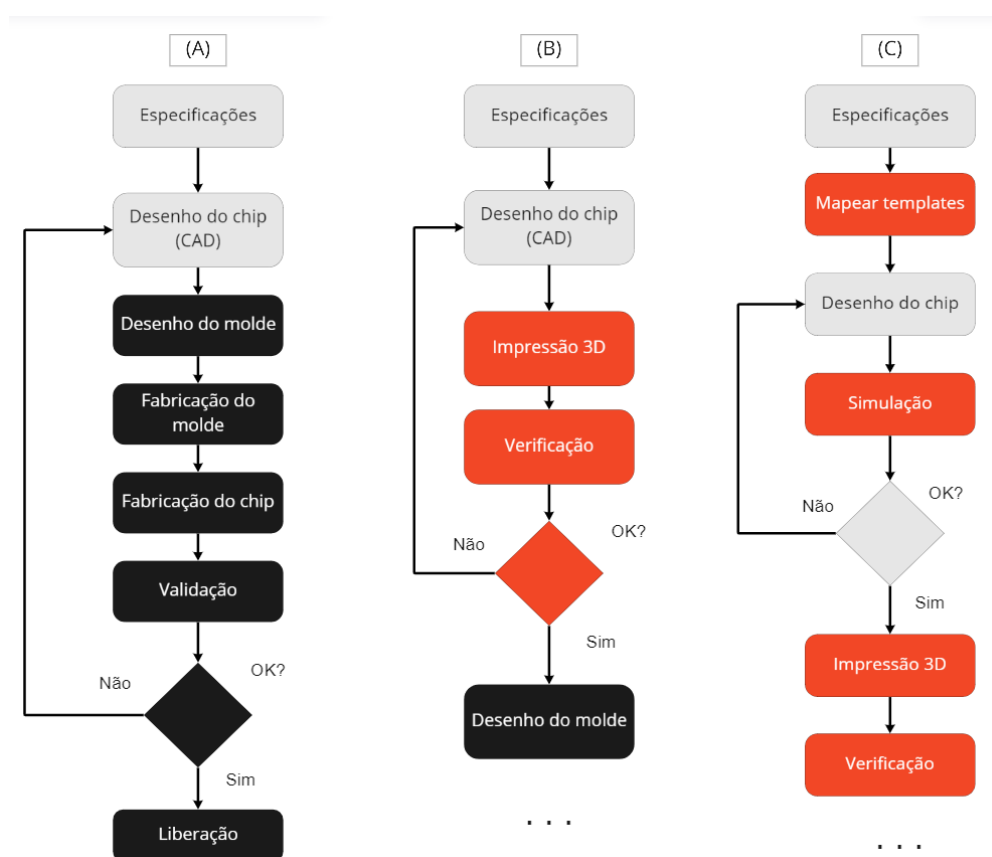 (A)
Especificações
Desenho do chip
(CAD)
Desenho do molde
Fabricação do
molde
Fabricação do chip
Validação
OK?
Não
Sim
Liberação
(B)
Especificações
Desenho do chip
(CAD)
Impressão 3D
Verificação
OK?
Não
Sim
Desenho do molde
. . .
(C)
Especificações
Mapear templates
Desenho do chip
Simulação
OK?
Não
Sim
Impressão 3D
Verificação
. . .